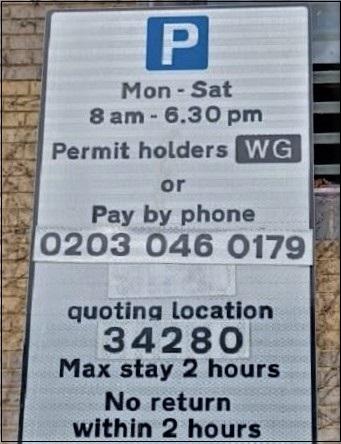 P
Mon - Sat
8 am - 6.30 pm
Permit holders WG
or
Pay by phone
0203 046 0179
quoting location
34280
Max stay 2 hours
No return
within 2 hours